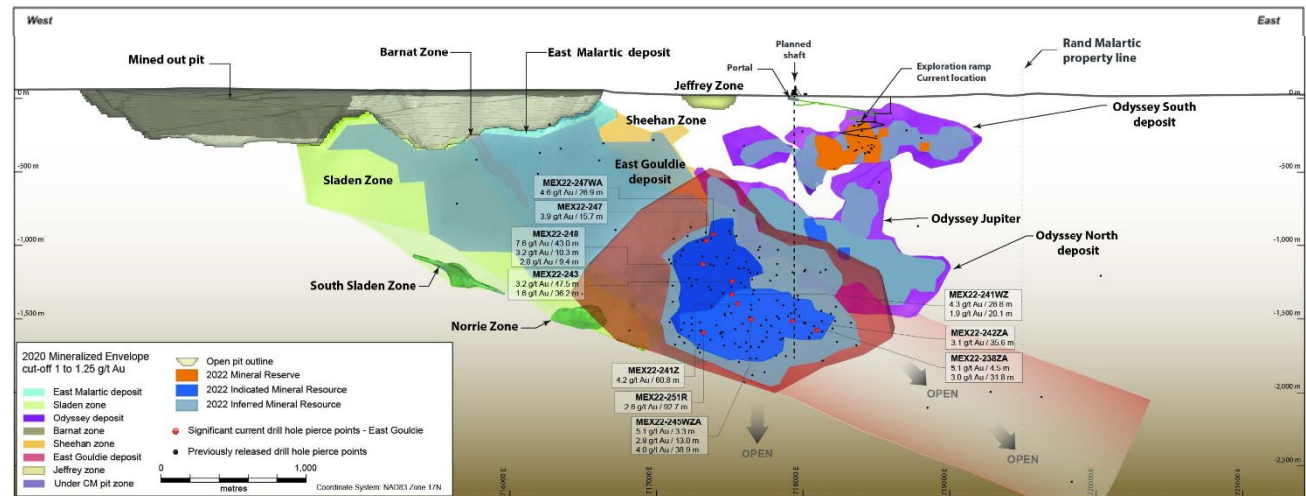 West
East
Mined out pit
Barnat Zone
East Malartic deposit
Planned
shaft
Portal
Exploration ramp
Current location
Rand Malartic
property line
Jeffrey Zone
0 m
0 m
Odyssey South
deposit
Sheehan Zone
-500 m
-500 m
Sladen Zone
East Gouldie
deposit
MEX22-247WA
4.6 g/t Au / 26.9 m
MEX22-247
3.9 g/t Au / 15.7 m
Odyssey Jupiter
MEX22-248
7.6 g/t Au / 43.0 m
3.2 g/t Au / 10.3 m
2.8 g/t Au / 9.4 m
-1,000 m
-1,000 m
Odyssey North
deposit
MEX22-243
3.2 g/t Au / 47.5 m
1.6 g/t Au / 36.2 m
South Sladen Zone
MEX22-241WZ
4.3 g/t Au / 28.8 m
1.9 g/t Au / 20.1 m
Norrie Zone
-1,500 m
-1,500 m
MEX22-242ZA
3.1 g/t Au / 35.6 m
MEX22-238ZA
5.1 g/t Au / 4.5 m
3.0 g/t Au / 31.8 m
MEX22-241Z
4.2 g/t Au / 60.8 m
MEX22-251R
2.6 g/t Au / 92.7 m
MEX22-245WZA
5.1 g/t Au / 3.3 m
2.9 g/t Au / 13.0 m
4.0 g/t Au / 38.9 m
OPEN
OPEN
OPEN
-2,000 m
-2,000 m
-2,500 m
2020 Mineralized Envelope
cut-off 1 to 1.25 g/t Au
East Malartic deposit
Sladen zone
Odyssey deposit
Barnat zone
Sheehan zone
East Gouldie deposit
Jeffrey zone
Under CM pit zone
Open pit outline
2022 Mineral Reserve
2022 Indicated Mineral Resource
2022 Inferred Mineral Resource
Significant current drill hole pierce points - East Gouldie
Previously released drill hole pierce points
0
1,000
metres
Coordinate System: NAD83 Zone 17N
716000 E
717000 E
718000 E
719000 E
720000 E
721000 E